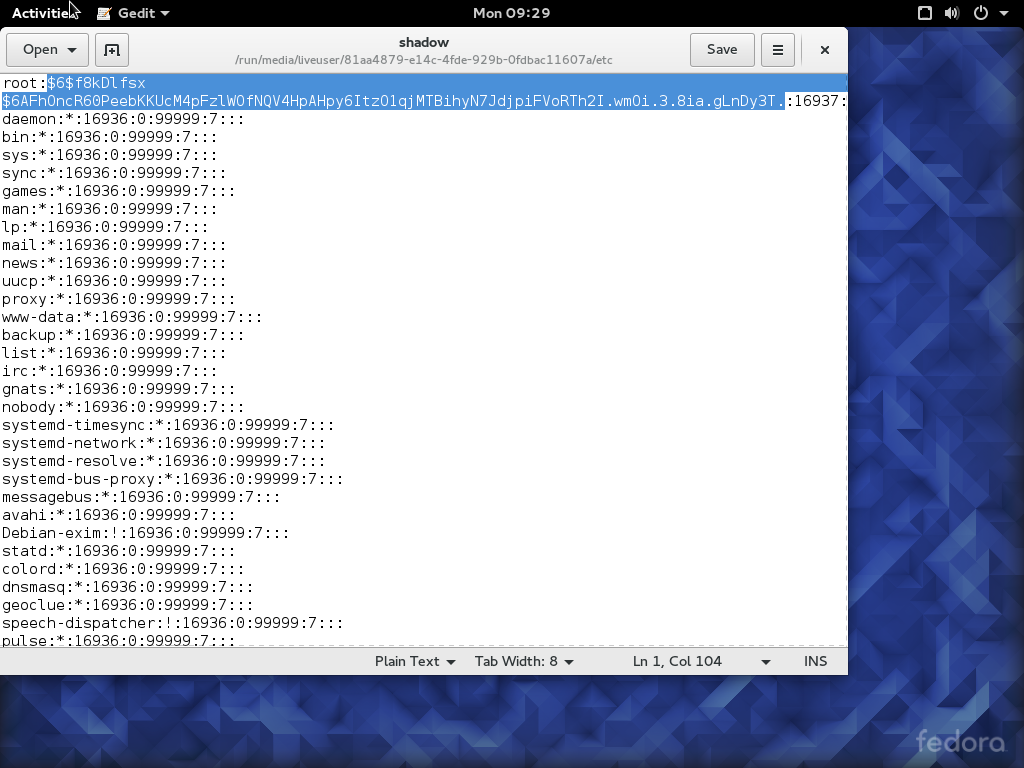 Activities Gedit Mon 09:29
Open shadow Save
/run/media/liveuser/81aa4879-e14c-4fde-929b-0fdbac11607a/etc
root:$6$f8kDlfsx
$6AFhOncR60PeebKKUcM4pFzlWOfNQV4HpAHpy6ItzO1qjMTBihyN7JdjpiFVoRTh2I.wmOi.3.8ia.gLnDy3T.:16937:
daemon:*:16936:0:99999:7:::
bin:*:16936:0:99999:7:::
sys:*:16936:0:99999:7:::
sync:*:16936:0:99999:7:::
games:*:16936:0:99999:7:::
man:*:16936:0:99999:7:::
lp:*:16936:0:99999:7:::
mail:*:16936:0:99999:7:::
news:*:16936:0:99999:7:::
uucp:*:16936:0:99999:7:::
proxy:*:16936:0:99999:7:::
www-data:*:16936:0:99999:7:::
backup:*:16936:0:99999:7:::
list:*:16936:0:99999:7:::
irc:*:16936:0:99999:7:::
gnats:*:16936:0:99999:7:::
nobody:*:16936:0:99999:7:::
systemd-timesync:*:16936:0:99999:7:::
systemd-network:*:16936:0:99999:7:::
systemd-resolve:*:16936:0:99999:7:::
systemd-bus-proxy:*:16936:0:99999:7:::
messagebus:*:16936:0:99999:7:::
avahi:*:16936:0:99999:7:::
Debian-exim:!:16936:0:99999:7:::
statd:*:16936:0:99999:7:::
colord:*:16936:0:99999:7:::
dnsmasq:*:16936:0:99999:7:::
geoclue:*:16936:0:99999:7:::
speech-dispatcher:!:16936:0:99999:7:::
pulse:*:16936:0:99999:7:::
Plain Text Tab Width: 8 Ln 1, Col 104 INS
fedora